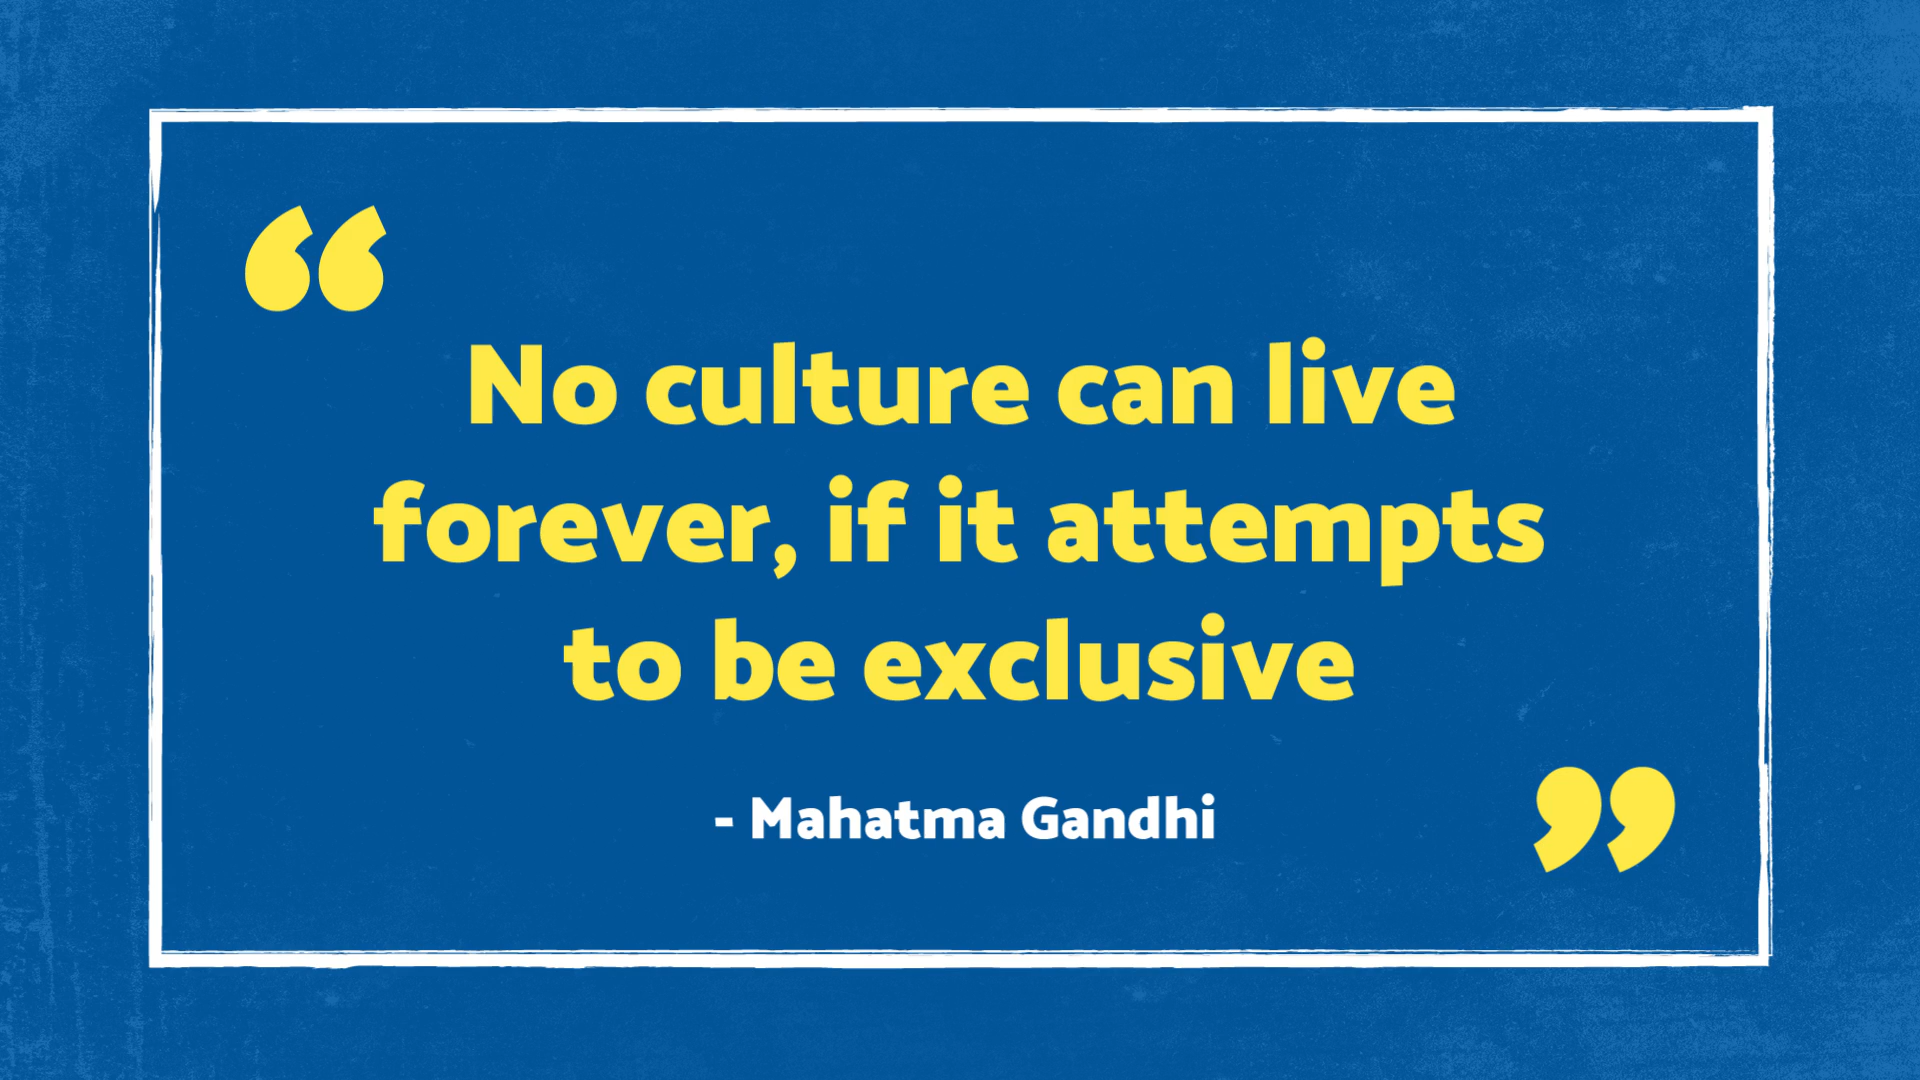 “
No culture can live
forever, if it attempts
to be exclusive
- Mahatma Gandhi
”